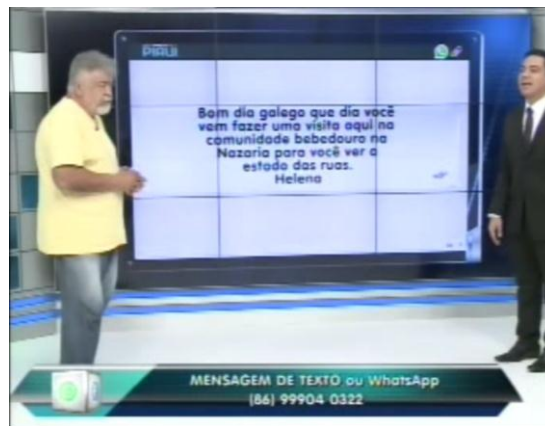 PIAUI
Bom dia galego que dia você
vem fazer uma visita aqui na
comunidade bebedouro na
Nazaria para você ver o
estado das ruas.
Helena
MENSAGEM DE TEXTO ou WhatsApp
(86) 99904 0322